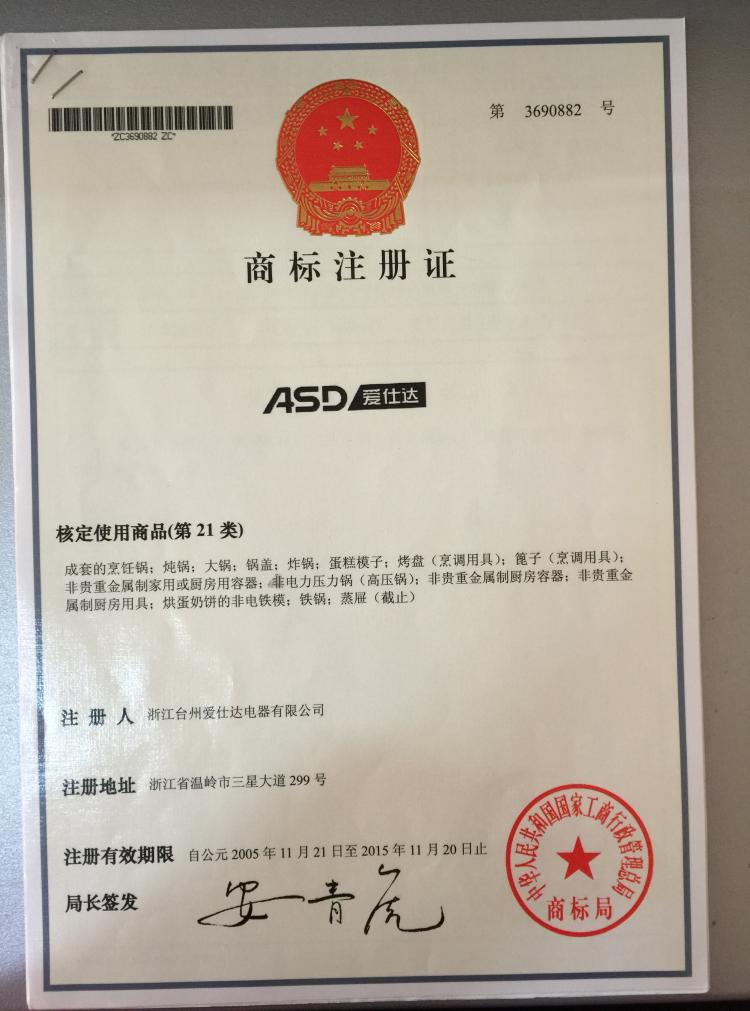 *ZC3690882 ZC*
第 3690882 号
商标注册证
ASD 爱仕达
核定使用商品(第 21 类)
成套的烹饪锅；炖锅；大锅；锅盖；炸锅；蛋糕模子；烤盘（烹调用具）；篦子（烹调用具）；
非贵重金属制家用或厨房用容器；非电力压力锅（高压锅）；非贵重金属制厨房容器；非贵重金
属制厨房用具；烘蛋奶饼的非电铁模；铁锅；蒸屉（截止）
注 册 人 浙江台州爱仕达电器有限公司
注册地址 浙江省温岭市三星大道 299 号
注册有效期限 自公元 2005 年 11 月 21 日至 2015 年 11 月 20 日止
局长签发 安青虎
中华人民共和国国家工商行政管理总局
商标局